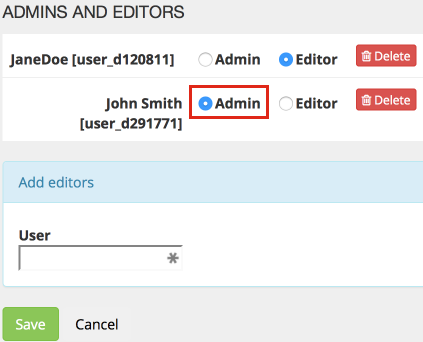 ADMINS AND EDITORS
JaneDoe [user_d120811] Admin Editor Delete
John Smith Admin Editor Delete
[user_d291771]
Add editors
User
*
Save Cancel